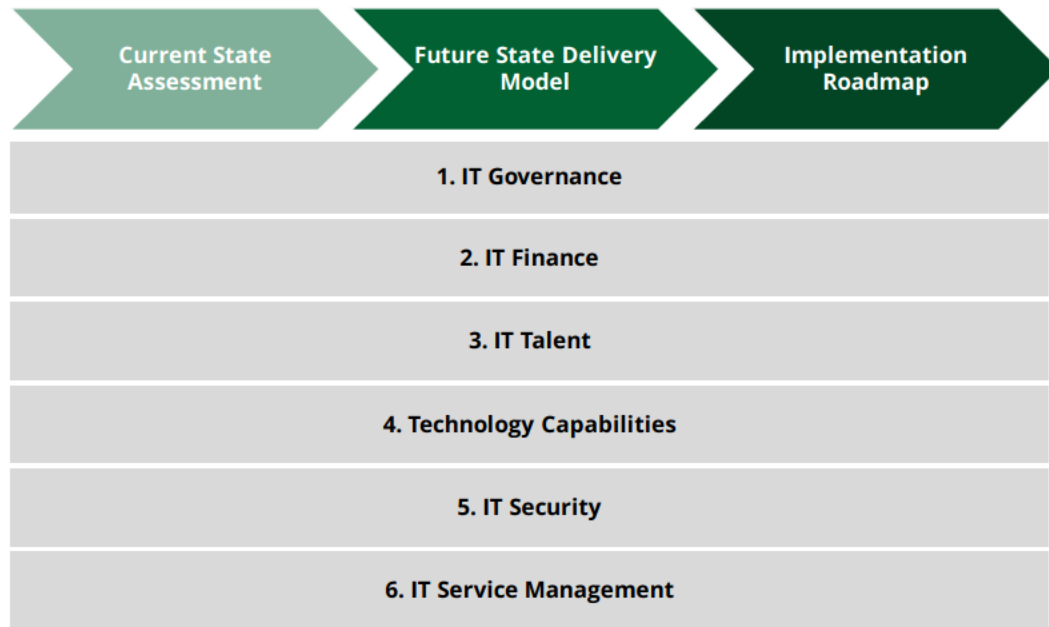 Current State
Assessment
Future State Delivery
Model
Implementation
Roadmap
1. IT Governance
2. IT Finance
3. IT Talent
4. Technology Capabilities
5. IT Security
6. IT Service Management